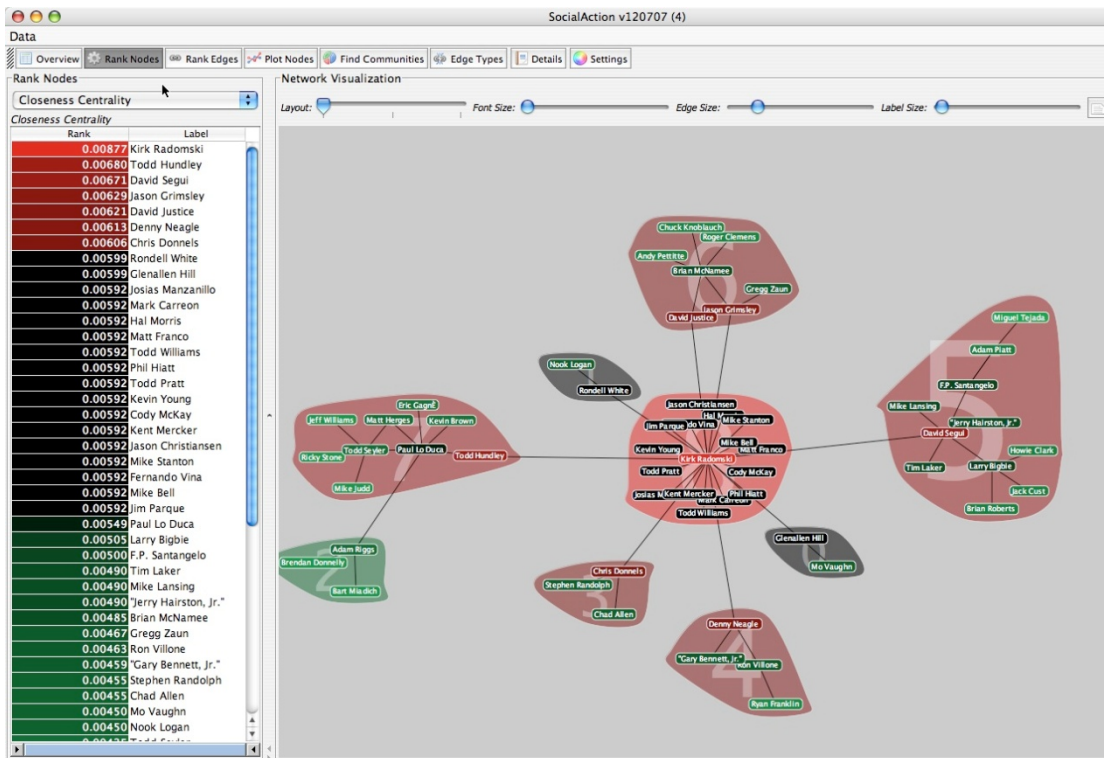 SocialAction v120707 (4)
Data
Overview Rank Nodes Rank Edges Plot Nodes Find Communities Edge Types Details Settings
Rank Nodes
Network Visualization
Closeness Centrality
Layout: Font Size: Edge Size: Label Size:
Closeness Centrality
Rank Label
0.00877 Kirk Radomski
0.00680 Todd Hundley
0.00671 David Segui
0.00629 Jason Grimsley
0.00621 David Justice
0.00613 Denny Neagle
0.00606 Chris Donnels
0.00599 Rondell White
0.00599 Glenallen Hill
0.00592 Josias Manzanillo
0.00592 Mark Carreon
0.00592 Hal Morris
0.00592 Matt Franco
0.00592 Todd Williams
0.00592 Phil Hiatt
0.00592 Todd Pratt
0.00592 Kevin Young
0.00592 Cody McKay
0.00592 Kent Mercker
0.00592 Jason Christiansen
0.00592 Mike Stanton
0.00592 Fernando Vina
0.00592 Mike Bell
0.00592 Jim Parque
0.00549 Paul Lo Duca
0.00505 Larry Bigbie
0.00500 F.P. Santangelo
0.00490 Tim Laker
0.00490 Mike Lansing
0.00490 "Jerry Hairston, Jr."
0.00485 Brian McNamee
0.00467 Gregg Zaun
0.00463 Ron Villone
0.00459 "Gary Bennett, Jr."
0.00455 Stephen Randolph
0.00455 Chad Allen
0.00450 Mo Vaughn
0.00450 Nook Logan
6
Chuck Knoblauch
Roger Clemens
Andy Pettitte
Brian McNamee
Gregg Zaun
Jason Grimsley
David Justice
5
Miguel Tejada
Adam Piatt
F.P. Santangelo
Mike Lansing
"Jerry Hairston, Jr."
David Segui
Howie Clark
Tim Laker
Larry Bigbie
Jack Cust
Brian Roberts
Nook Logan
Rondell White
Jason Christiansen
Mike Stanton
Jim Parque
do Vina
Mike Bell
Kevin Young
Matt Franco
Kirk Radomski
Todd Pratt
Cody McKay
Josias M
Kent Mercker
Phil Hiatt
Mark Carreon
Todd Williams
Eric Gagné
Jeff Williams
Matt Herges
Kevin Brown
Todd Seyler
Paul Lo Duca
Todd Hundley
Ricky Stone
Mike Judd
2
Adam Riggs
Brendan Donnelly
Bart Miadich
3
Chris Donnels
Stephen Randolph
Chad Allen
Glenallen Hill
Mo Vaughn
4
Denny Neagle
"Gary Bennett, Jr."
Ron Villone
Ryan Franklin